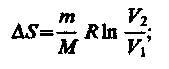 ΔS = m/M R ln V₂/V₁;